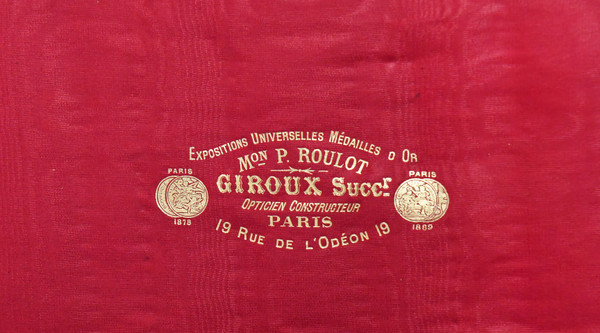 Expositions Universelles Médailles d'Or
Mon P. ROULOT
GIROUX Succr
Opticien Constructeur
PARIS
19 Rue de l'Odéon 19
PARIS
1878
PARIS
1889